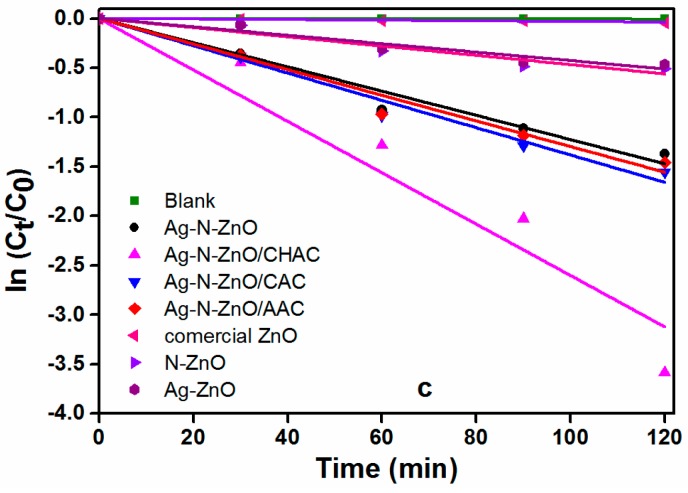 0.0
-0.5
-1.0
-1.5
-2.0
-2.5
-3.0
-3.5
-4.0
ln (Ct/C0)
Blank
Ag-N-ZnO
Ag-N-ZnO/CHAC
Ag-N-ZnO/CAC
Ag-N-ZnO/AAC
comercial ZnO
N-ZnO
Ag-ZnO
C
0 20 40 60 80 100 120
Time (min)